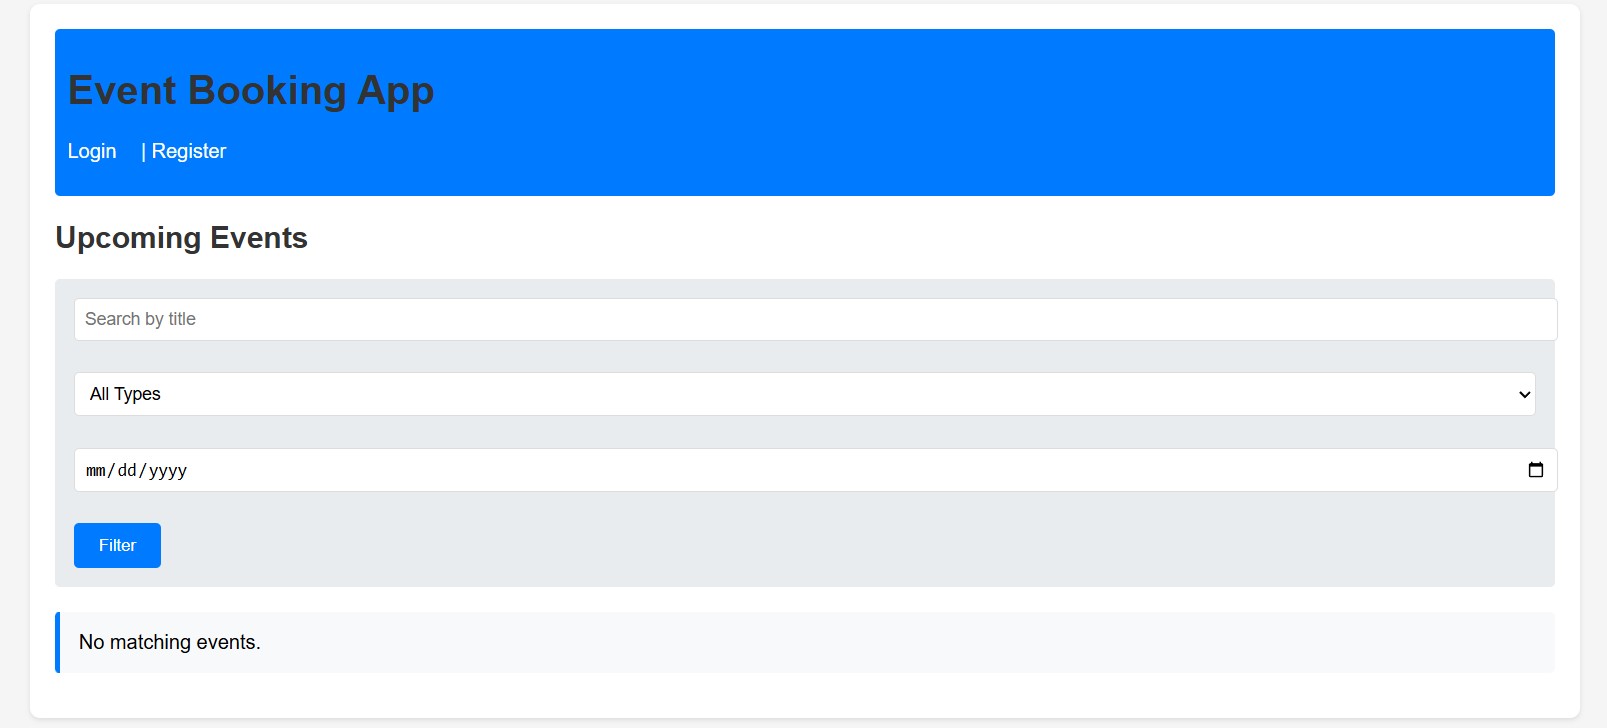 Event Booking App
Login | Register
Upcoming Events
Search by title
All Types
mm/dd/yyyy
Filter
No matching events.